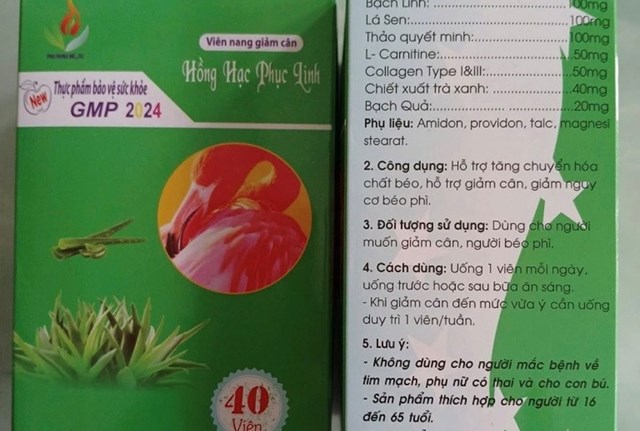 Viên nang giảm cân
Hồng Hạc Phục Linh
Thực phẩm bảo vệ sức khỏe
New
GMP 2024
40
Viên
Bạch Linh: 100mg
Lá Sen: 100mg
Thảo quyết minh: 100mg
L- Carnitine: 50mg
Collagen Type I&III: 50mg
Chiết xuất trà xanh: 40mg
Bạch Quả: 20mg
Phụ liệu: Amidon, providon, talc, magnesi
stearat.
2. Công dụng: Hỗ trợ tăng chuyển hóa
chất béo, hỗ trợ giảm cân, giảm nguy
cơ béo phì.
3. Đối tượng sử dụng: Dùng cho người
muốn giảm cân, người béo phì.
4. Cách dùng: Uống 1 viên mỗi ngày,
uống trước hoặc sau bữa ăn sáng.
- Khi giảm cân đến mức vừa ý cần uống
duy trì 1 viên/tuần.
5. Lưu ý:
- Không dùng cho người mắc bệnh về
tim mạch, phụ nữ có thai và cho con bú.
- Sản phẩm thích hợp cho người từ 16
đến 65 tuổi.